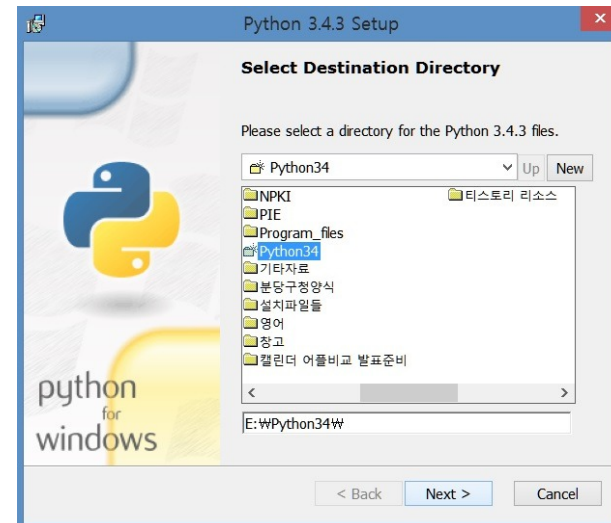 Python 3.4.3 Setup
Select Destination Directory
Please select a directory for the Python 3.4.3 files.
Python34
Up
New
NPKI
티스토리 리소스
PIE
Program_files
Python34
기타자료
분당구청양식
설치파일들
영어
창고
캘린더 어플비교 발표준비
E:₩Python34₩
python
for
windows
< Back
Next >
Cancel